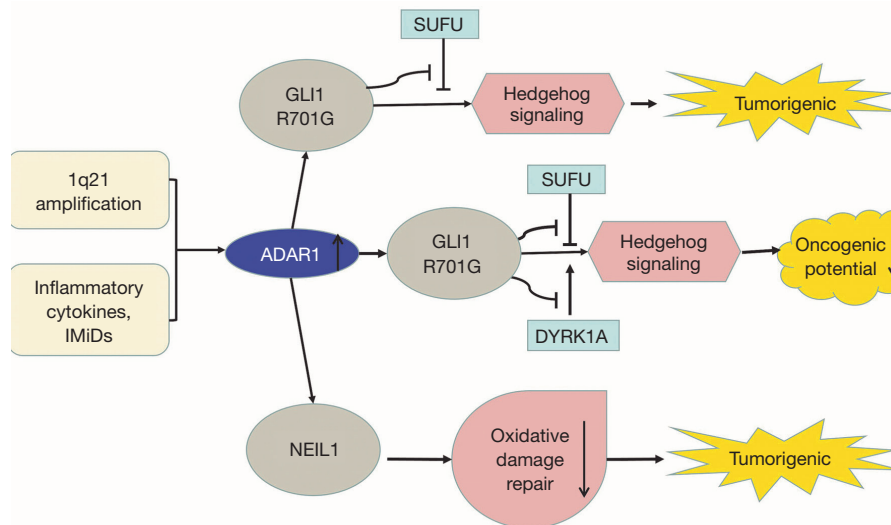 SUFU
GLI1
R701G
Hedgehog
signaling
Tumorigenic
1q21
amplification
SUFU
ADAR1
GLI1
R701G
Hedgehog
signaling
Oncogenic
potential
Inflammatory
cytokines,
IMiDs
DYRK1A
NEIL1
Oxidative
damage
repair
Tumorigenic